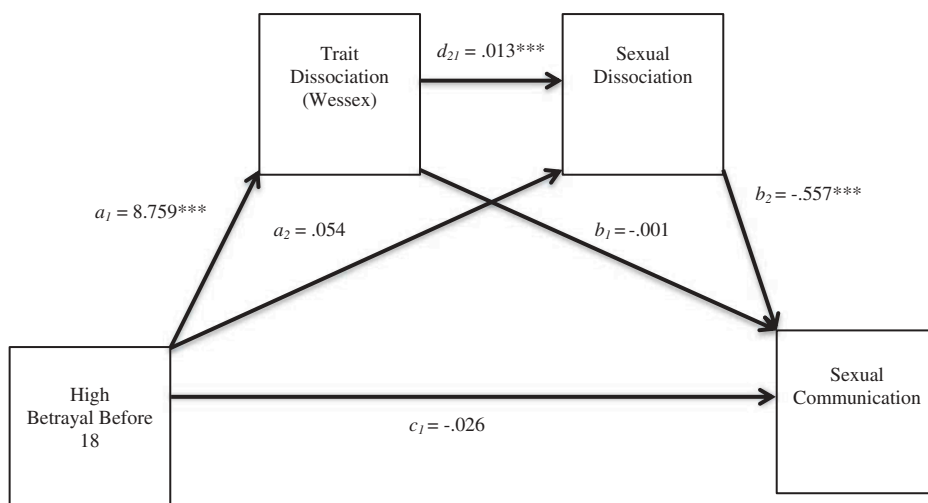 Trait
Dissociation
(Wessex)
d21 = .013***
Sexual
Dissociation
a1 = 8.759***
a2 = .054
b1 = -.001
b2 = -.557***
High
Betrayal Before
18
c1 = -.026
Sexual
Communication